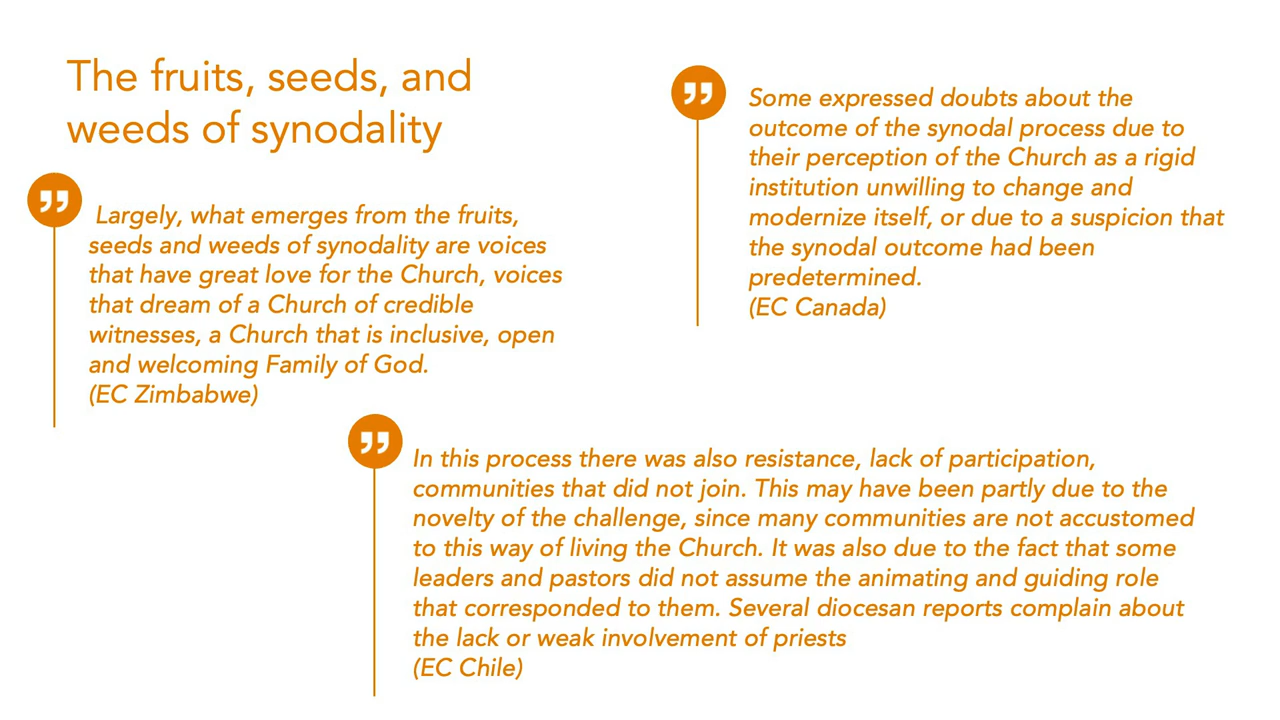 The fruits, seeds, and
weeds of synodality
Largely, what emerges from the fruits,
seeds and weeds of synodality are voices
that have great love for the Church, voices
that dream of a Church of credible
witnesses, a Church that is inclusive, open
and welcoming Family of God.
(EC Zimbabwe)
Some expressed doubts about the
outcome of the synodal process due to
their perception of the Church as a rigid
institution unwilling to change and
modernize itself, or due to a suspicion that
the synodal outcome had been
predetermined.
(EC Canada)
In this process there was also resistance, lack of participation,
communities that did not join. This may have been partly due to the
novelty of the challenge, since many communities are not accustomed
to this way of living the Church. It was also due to the fact that some
leaders and pastors did not assume the animating and guiding role
that corresponded to them. Several diocesan reports complain about
the lack or weak involvement of priests
(EC Chile)